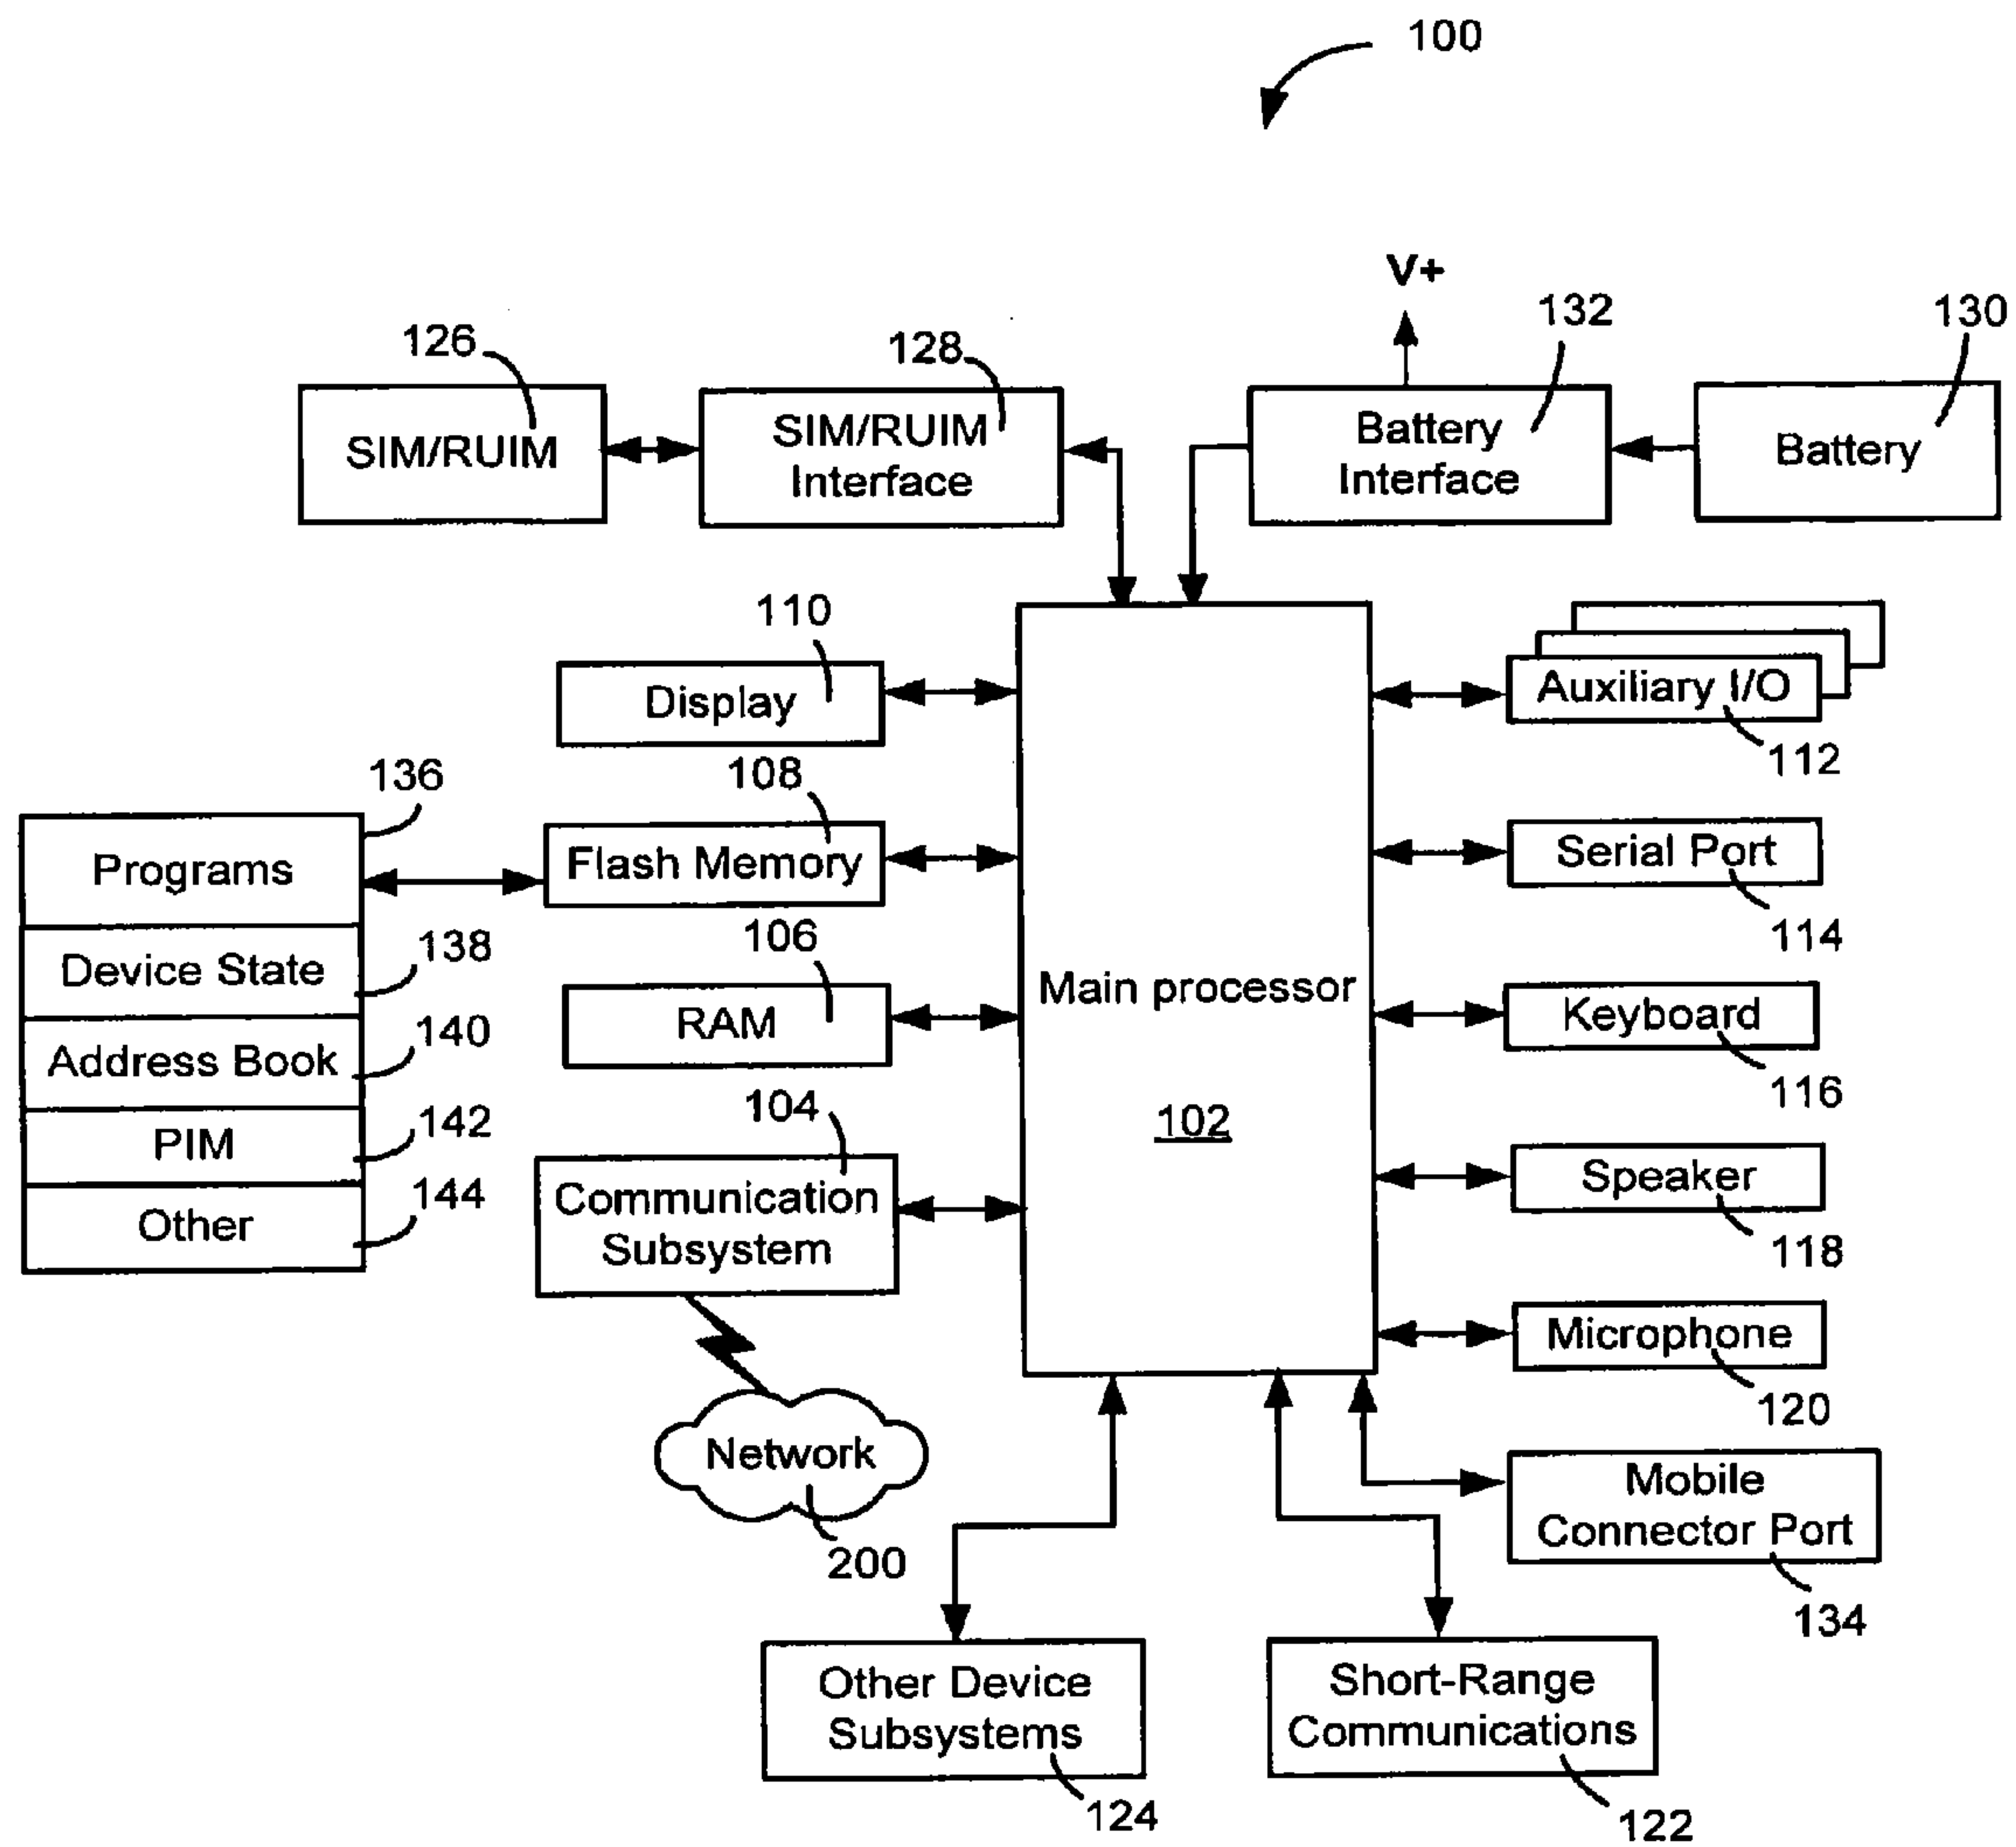 100
V+
126
128
132
130
SIM/RUIM
SIM/RUIM
Interface
Battery
Interface
Battery
110
Display
Auxiliary I/O
112
136
108
Programs
Flash Memory
Serial Port
114
138
Device State
106
RAM
Main processor
102
Keyboard
116
140
Address Book
142
PIM
144
Other
104
Communication
Subsystem
Speaker
118
Microphone
120
Network
200
Mobile
Connector Port
134
Other Device
Subsystems
124
Short-Range
Communications
122